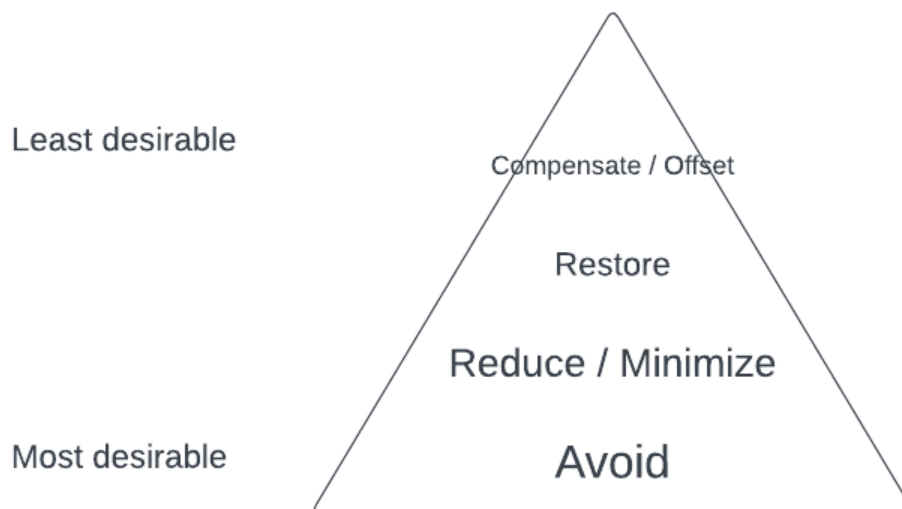 Least desirable
Compensate / Offset
Restore
Reduce / Minimize
Most desirable
Avoid